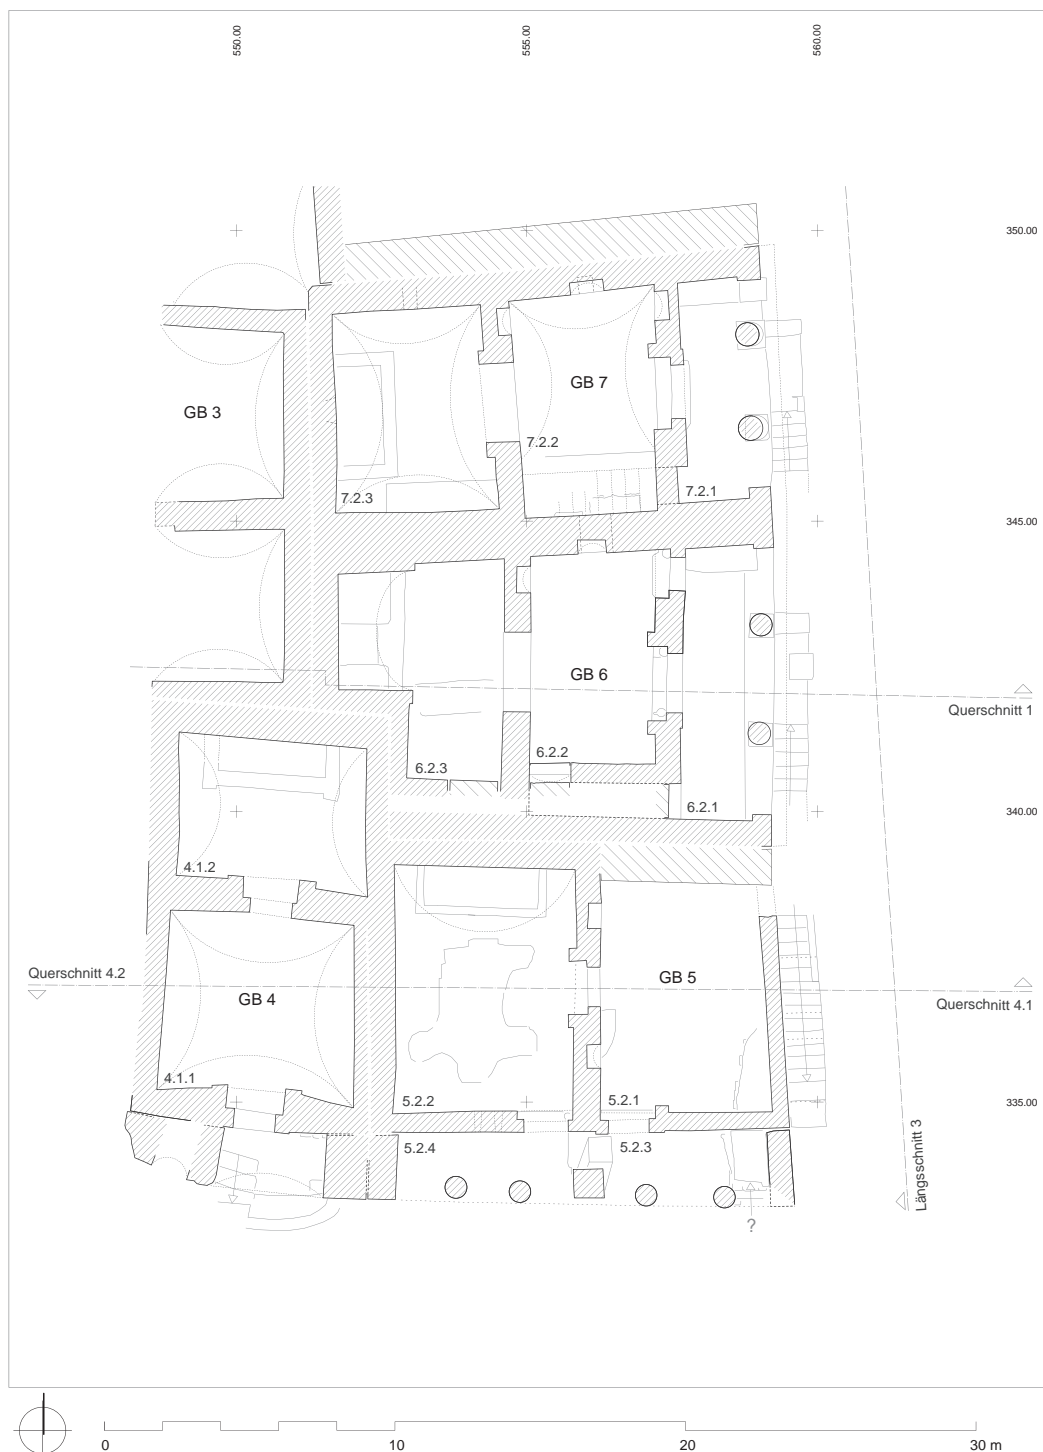 550.00
555.00
560.00
350.00
GB 3
GB 7
7.2.2
7.2.3
7.2.1
345.00
GB 6
Querschnitt 1
6.2.2
6.2.3
6.2.1
340.00
4.1.2
Querschnitt 4.2
GB 5
GB 4
Querschnitt 4.1
4.1.1
5.2.2
5.2.1
335.00
5.2.4
5.2.3
Längsschnitt 3
?
0
10
20
30 m